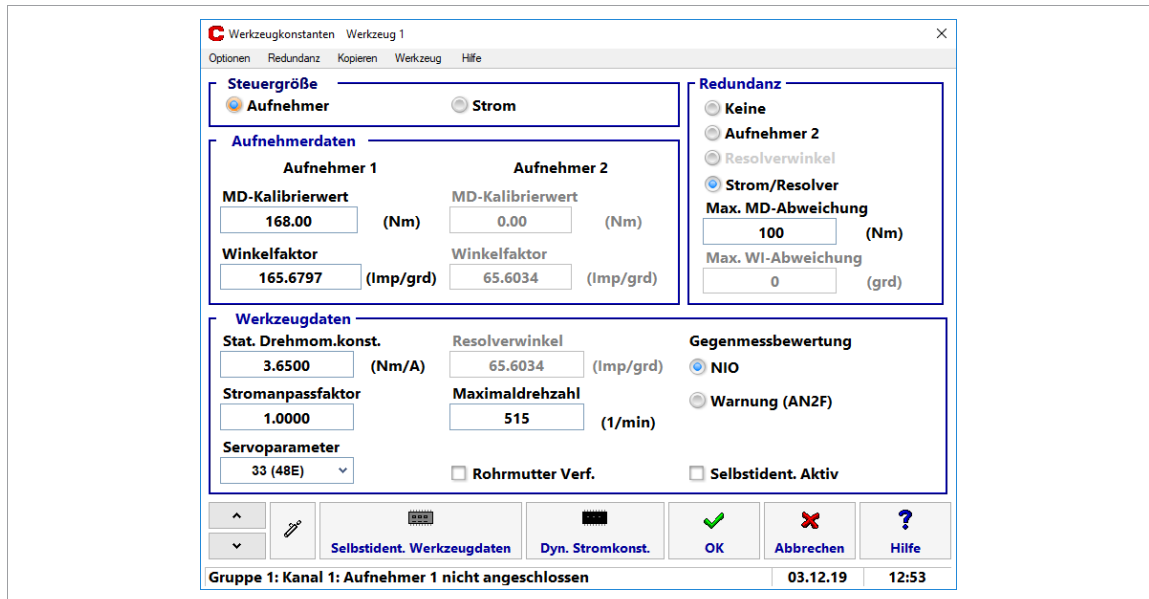 Werkzeugkonstanten Werkzeug 1
Optionen Redundanz Kopieren Werkzeug Hilfe
Steuergröße
Aufnehmer
Strom
Aufnehmerdaten
Aufnehmer 1
Aufnehmer 2
MD-Kalibrierwert
MD-Kalibrierwert
168.00 (Nm)
0.00 (Nm)
Winkelfaktor
Winkelfaktor
165.6797 (Imp/grd)
65.6034 (Imp/grd)
Redundanz
Keine
Aufnehmer 2
Resolverwinkel
Strom/Resolver
Max. MD-Abweichung
100 (Nm)
Max. WI-Abweichung
0 (grd)
Werkzeugdaten
Stat. Drehmom.konst.
Resolverwinkel
Gegenmessbewertung
3.6500 (Nm/A)
65.6034 (Imp/grd)
NIO
Stromanpassfaktor
Maximaldrehzahl
Warnung (AN2F)
1.0000
515 (1/min)
Servoparameter
33 (48E)
Rohrmutter Verf.
Selbstident. Aktiv
Selbstident. Werkzeugdaten
Dyn. Stromkonst.
OK
Abbrechen
Hilfe
Gruppe 1: Kanal 1: Aufnehmer 1 nicht angeschlossen
03.12.19
12:53